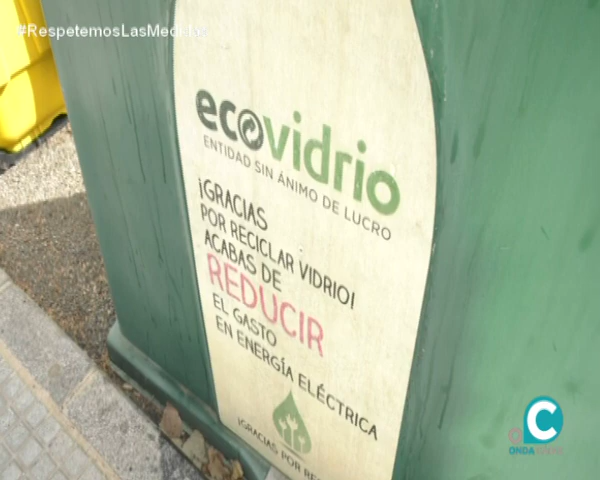 #RespetemosLasMedidas
ecovidrio
ENTIDAD SIN ÁNIMO DE LUCRO
¡GRACIAS
POR RECICLAR VIDRIO!
ACABAS DE
REDUCIR
EL GASTO
EN ENERGÍA ELÉCTRICA
¡GRACIAS POR
ONDA